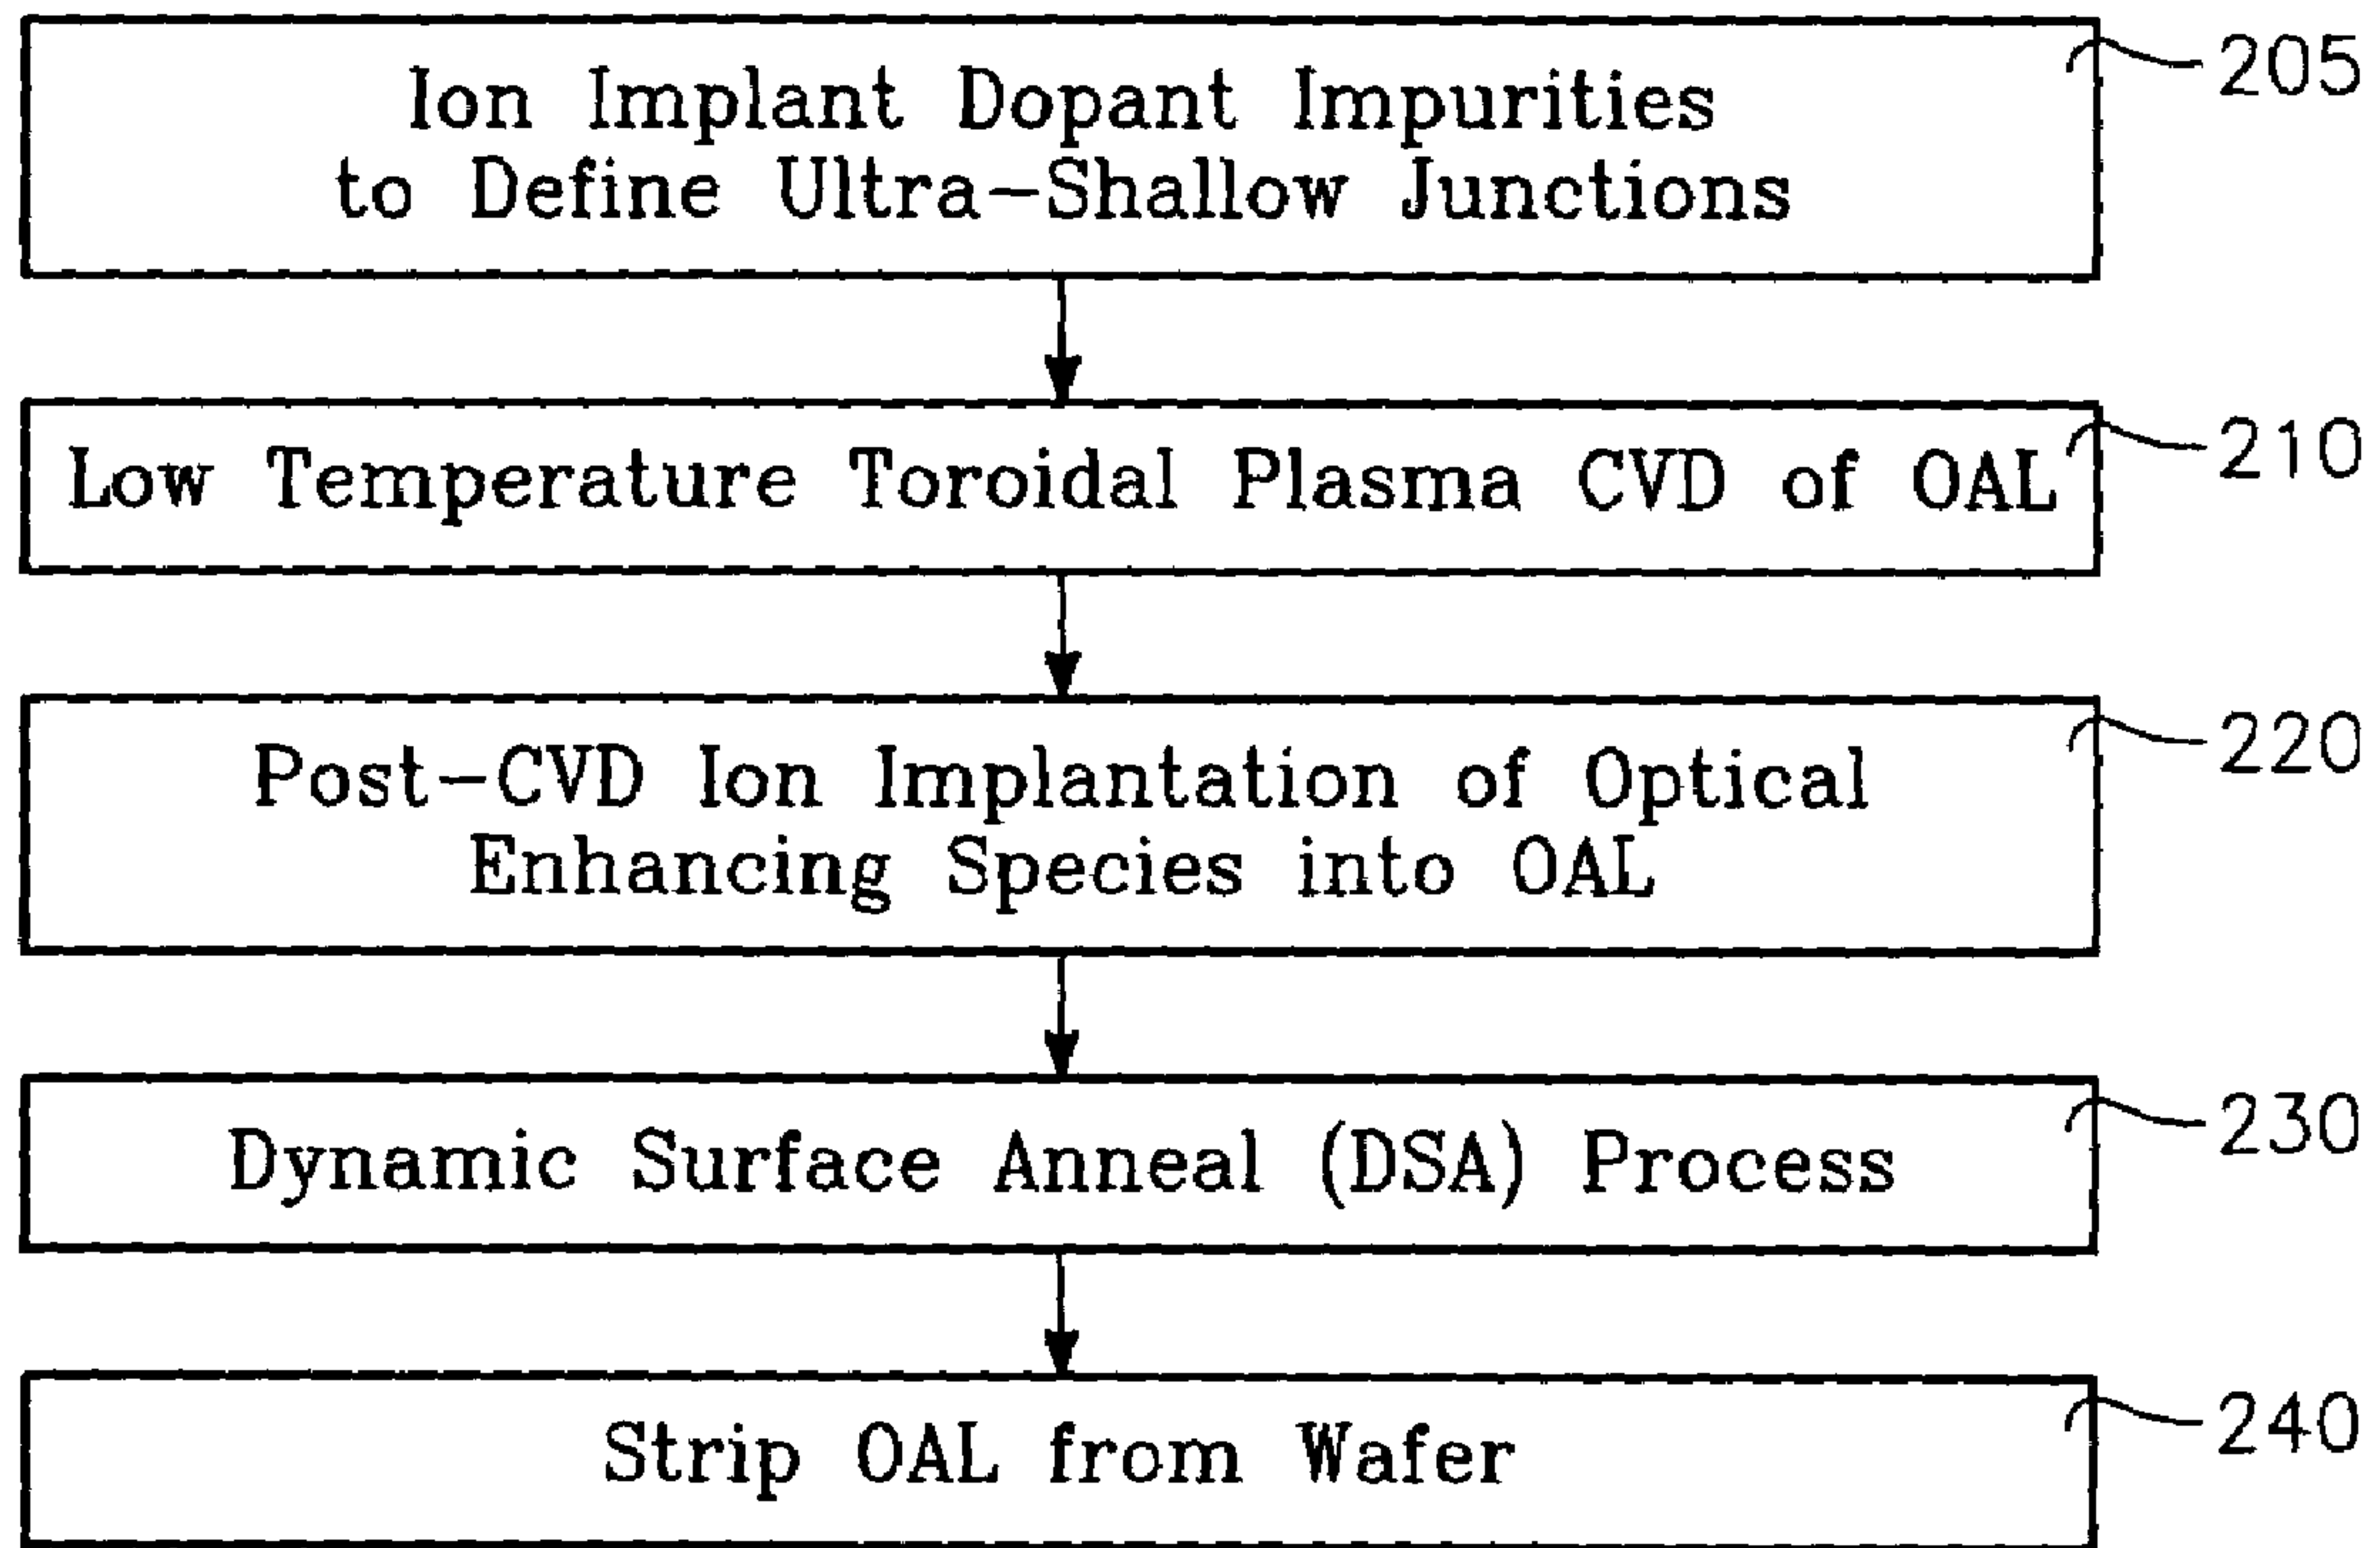 Ion Implant Dopant Impurities
to Define Ultra-Shallow Junctions
205
Low Temperature Toroidal Plasma CVD of OAL
210
Post-CVD Ion Implantation of Optical
Enhancing Species into OAL
220
Dynamic Surface Anneal (DSA) Process
230
Strip OAL from Wafer
240